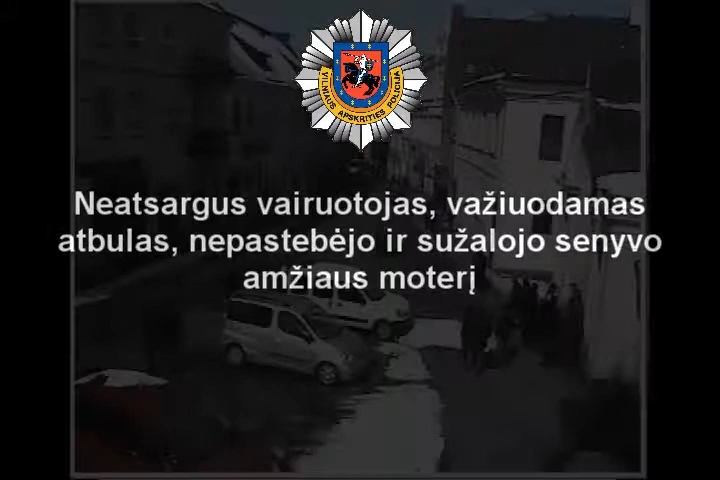 VILNIAUS APSKRITIES POLICIJA
Neatsargus vairuotojas, važiuodamas
atbulas, nepastebėjo ir sužalojo senyvo
amžiaus moterį